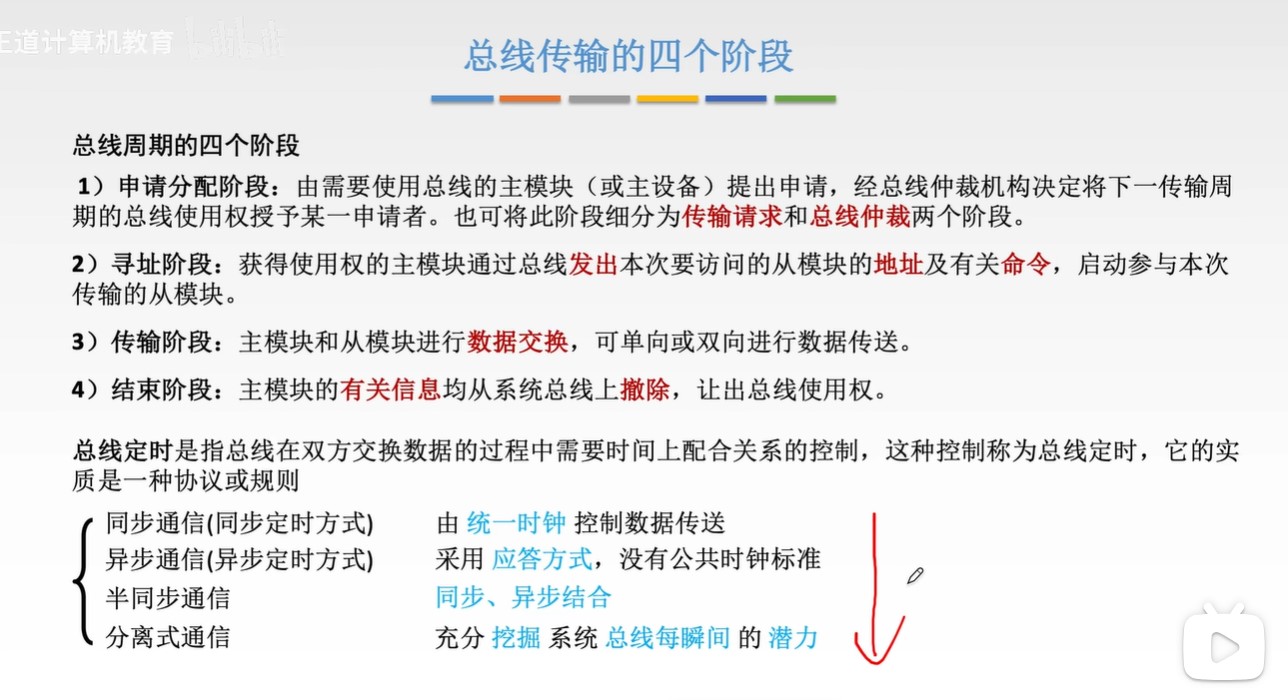 王道计算机教育
总线传输的四个阶段
总线周期的四个阶段
1）申请分配阶段：由需要使用总线的主模块（或主设备）提出申请，经总线仲裁机构决定将下一传输周
期的总线使用权授予某一申请者。也可将此阶段细分为传输请求和总线仲裁两个阶段。
2）寻址阶段：获得使用权的主模块通过总线发出本次要访问的从模块的地址及有关命令，启动参与本次
传输的从模块。
3）传输阶段：主模块和从模块进行数据交换，可单向或双向进行数据传送。
4）结束阶段：主模块的有关信息均从系统总线上撤除，让出总线使用权。
总线定时是指总线在双方交换数据的过程中需要时间上配合关系的控制，这种控制称为总线定时，它的实
质是一种协议或规则
同步通信(同步定时方式) 由 统一时钟 控制数据传送
异步通信(异步定时方式) 采用 应答方式，没有公共时钟标准
半同步通信 同步、异步结合
分离式通信 充分 挖掘 系统 总线每瞬间 的 潜力